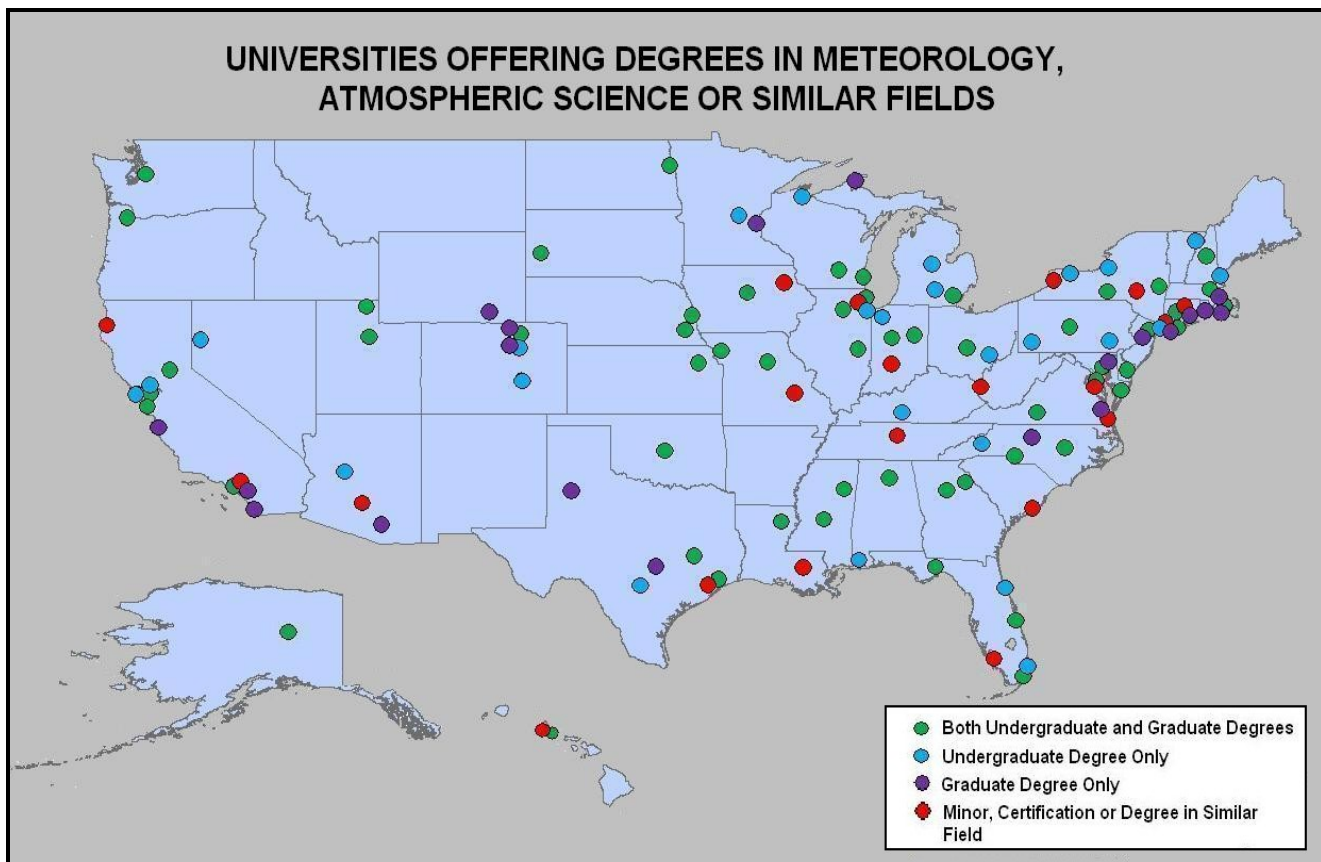 UNIVERSITIES OFFERING DEGREES IN METEOROLOGY,
ATMOSPHERIC SCIENCE OR SIMILAR FIELDS
Both Undergraduate and Graduate Degrees
Undergraduate Degree Only
Graduate Degree Only
Minor, Certification or Degree in Similar
Field